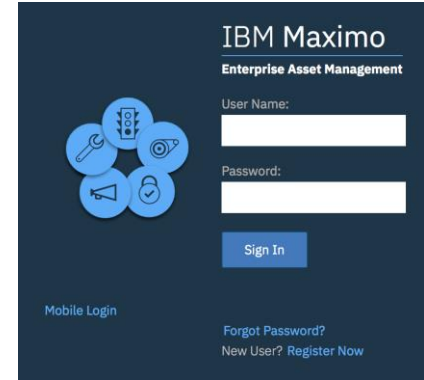 IBM Maximo
Enterprise Asset Management
User Name:
Password:
Sign In
Mobile Login
Forgot Password?
New User? Register Now